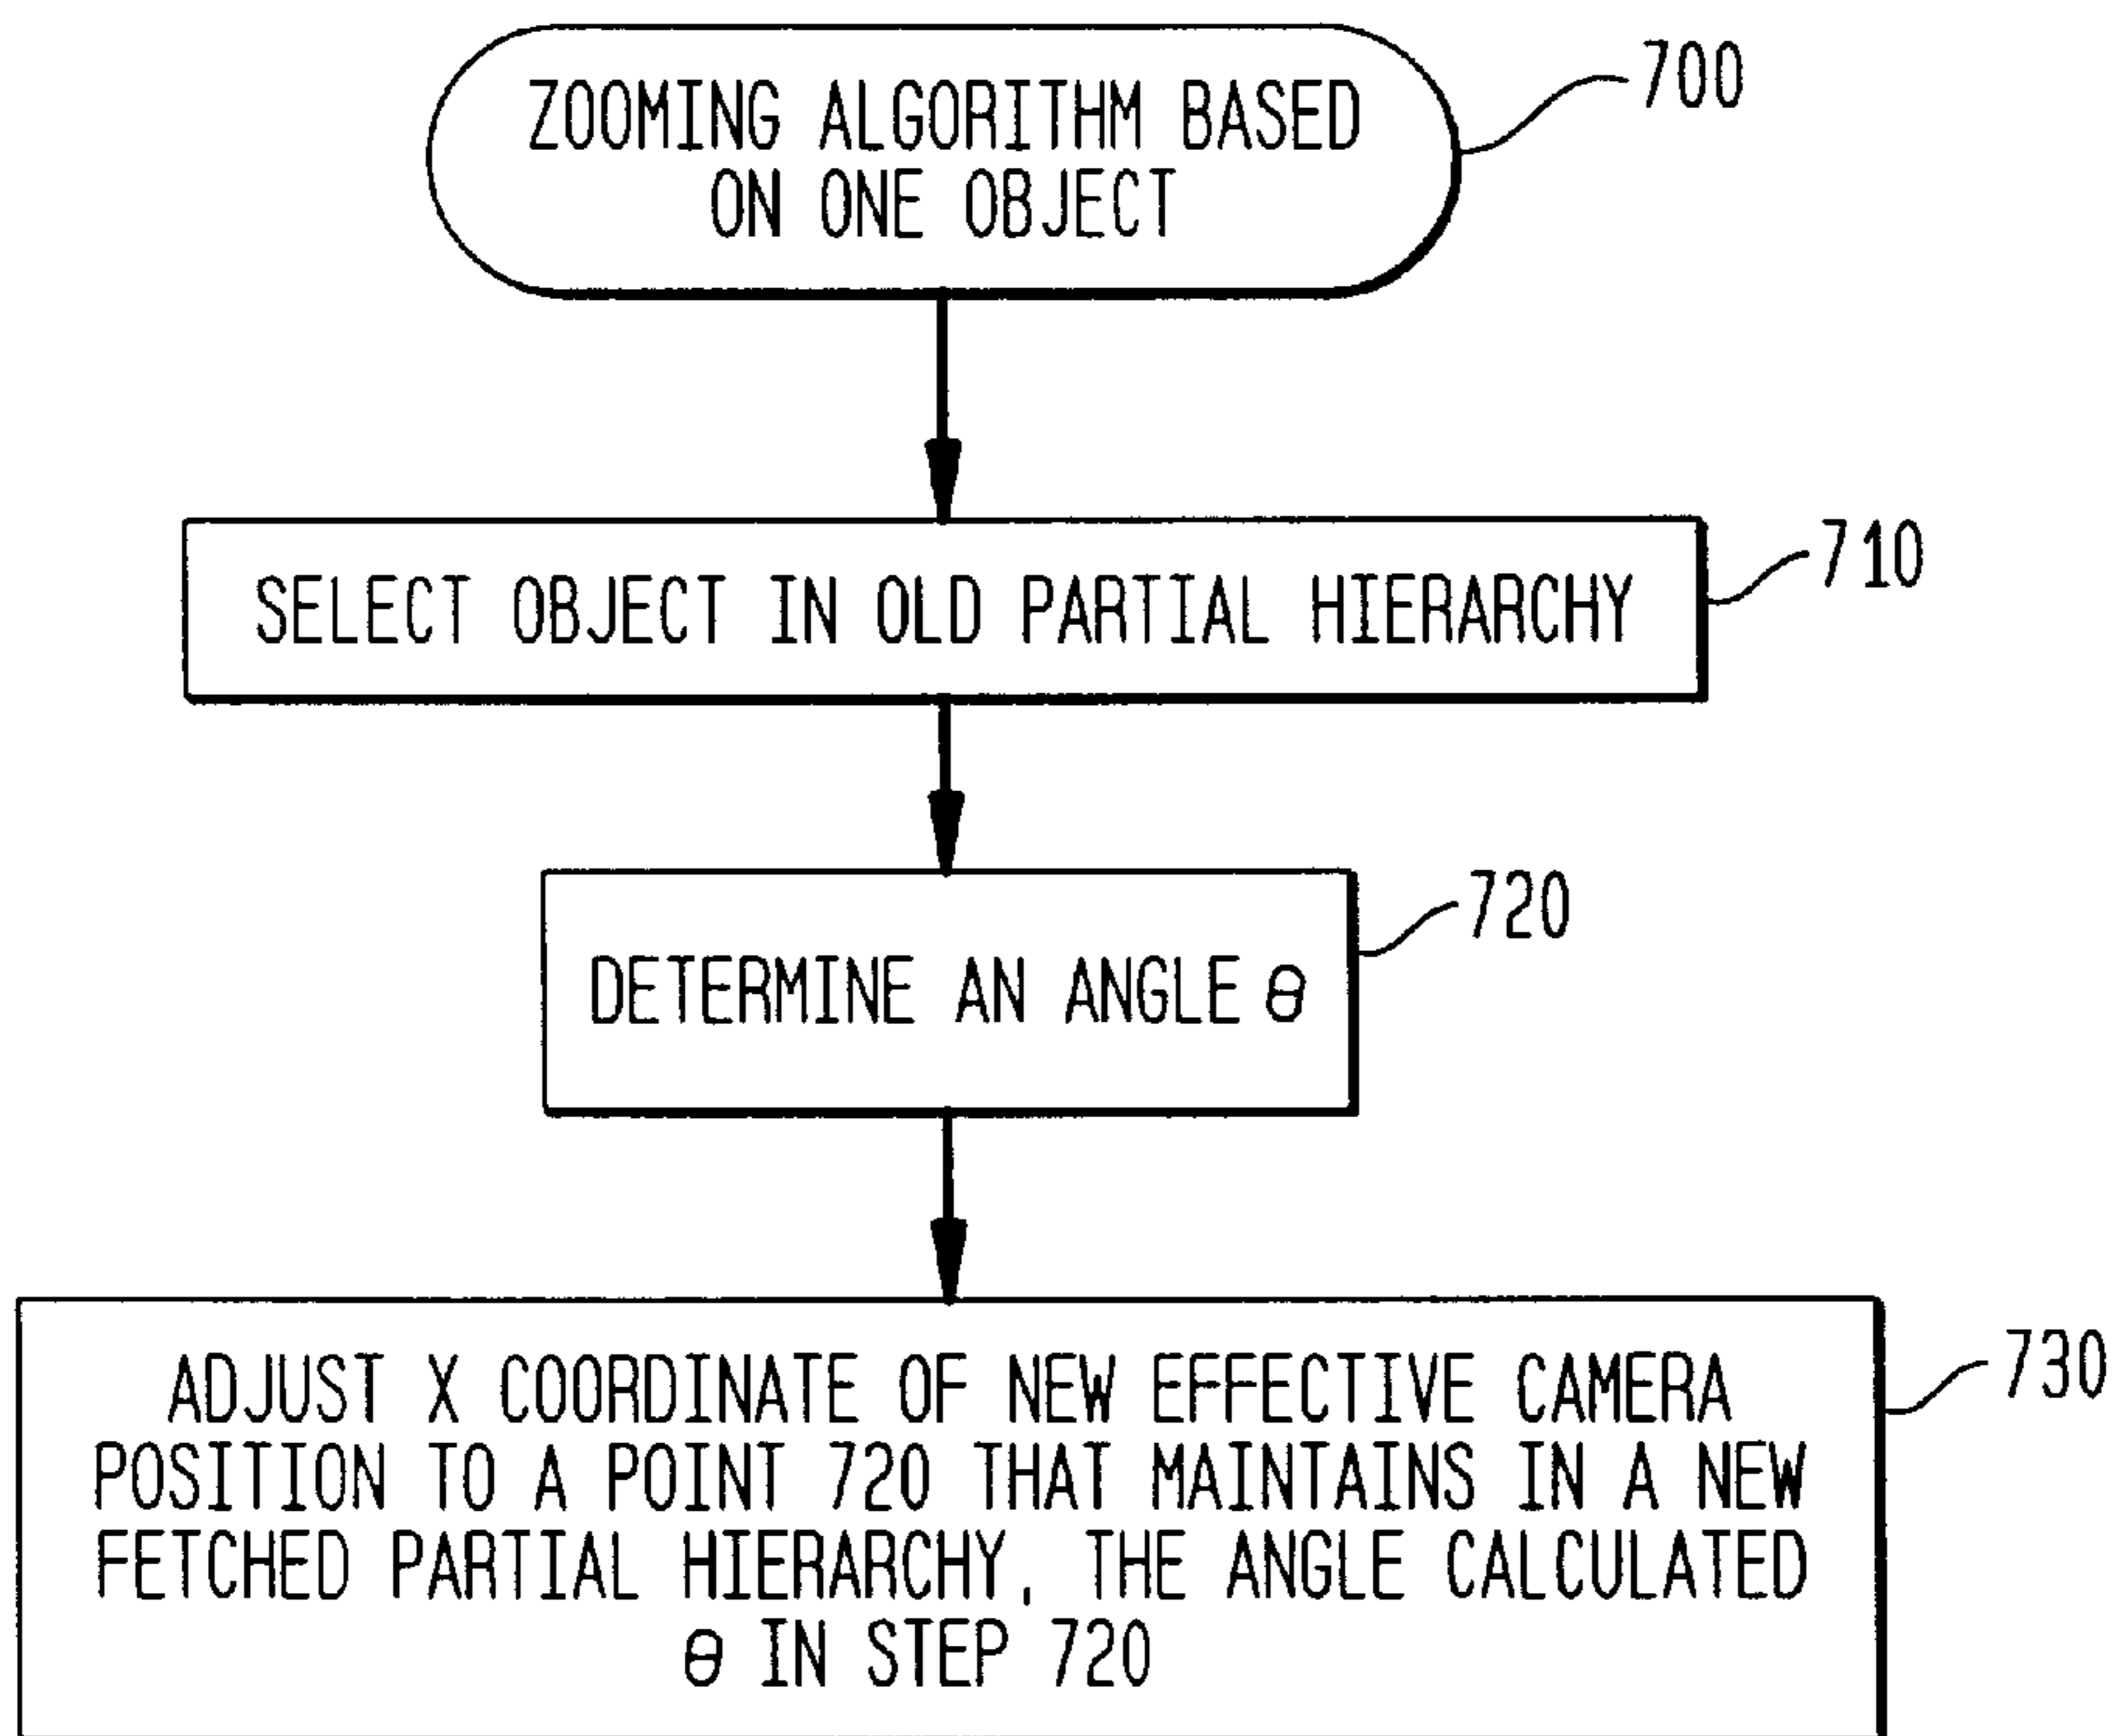 ZOOMING ALGORITHM BASED
ON ONE OBJECT
700
SELECT OBJECT IN OLD PARTIAL HIERARCHY
710
DETERMINE AN ANGLE θ
720
ADJUST X COORDINATE OF NEW EFFECTIVE CAMERA
POSITION TO A POINT 720 THAT MAINTAINS IN A NEW
FETCHED PARTIAL HIERARCHY, THE ANGLE CALCULATED
θ IN STEP 720
730